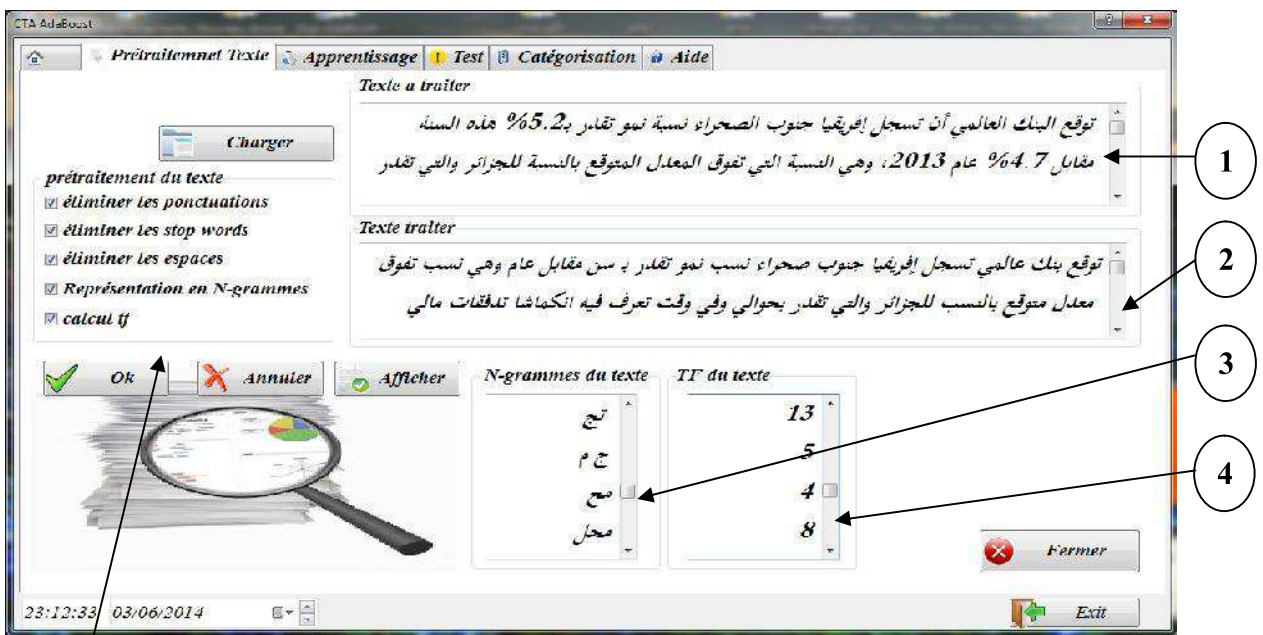 CTA AdaBoost
Prétraitemnet Texte Apprentissage Test Catégorisation Aide
Texte a traiter
توقع البنك العالمي أن تسجل إفريقيا جنوب الصحراء نسبة نمو تقدر بـ5.2% هذه السنة
مقابل 4.7% عام 2013، وهي النسبة التي تفوق المعدل المتوقع بالنسبة للجزائر والتي تقدر
1
Charger
prétraitement du texte
éliminer les ponctuations
éliminer les stop words
éliminer les espaces
Représentation en N-grammes
calcul tf
Texte traiter
توقع بنك عالمي تسجل إفريقيا جنوب صحراء نسب نمو تقدر بـ سن مقابل عام وهي نسب تفوق
معدل متوقع بالنسب للجزائر والتي تقدر بحوالي وفي وقت تعرف فيه انكماشا تدفقات مالي
2
3
Ok Annuler Afficher
N-grammes du texte
تج
ج م
مح
محل
TF du texte
13
5
4
8
4
Fermer
23:12:33 03/06/2014
Exit